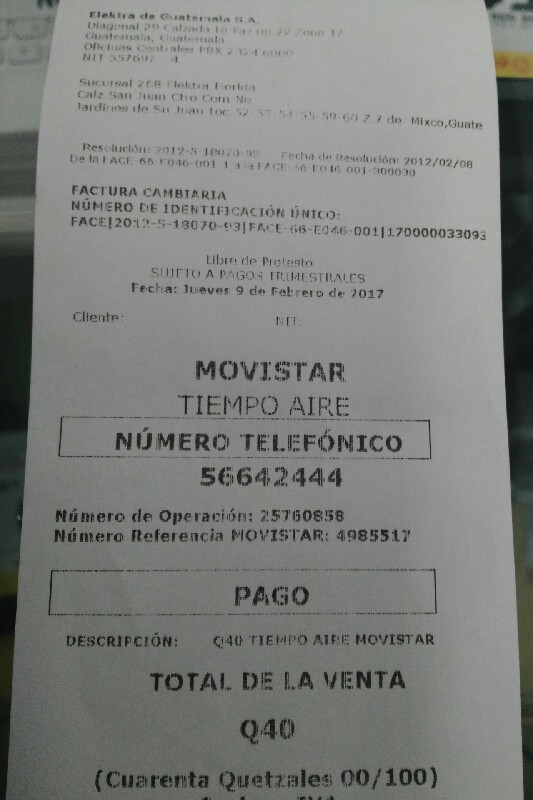 Elektra de Guatemala S.A.
Diagonal 29 Calzada La Paz 00-22 Zona 17
Guatemala, Guatemala
Oficinas Centrales PBX 2324 6000
NIT 557692 4
Sucursal 288 Elektra Florida
Calz San Juan Ctro Com No
Jardines de Sn Juan Loc 52-53-54-55-59-60 Z.7 de Mixco,Guate
Resolución: 2012-5-18070-95 Fecha de Resolución: 2012/02/08
De la FACE-66-E046-001-1 a la FACE-66-E046-001-300000
FACTURA CAMBIARIA
NÚMERO DE IDENTIFICACIÓN ÚNICO:
FACE|2012-5-18070-93|FACE-66-E046-001|170000033093
Libre de Protesto
SUJETO A PAGOS TRIMESTRALES
Fecha: Jueves 9 de Febrero de 2017
Cliente: NIT:
MOVISTAR
TIEMPO AIRE
NÚMERO TELEFÓNICO
56642444
Número de Operación: 25760858
Número Referencia MOVISTAR: 4985517
PAGO
DESCRIPCIÓN: Q40 TIEMPO AIRE MOVISTAR
TOTAL DE LA VENTA
Q40
(Cuarenta Quetzales 00/100)